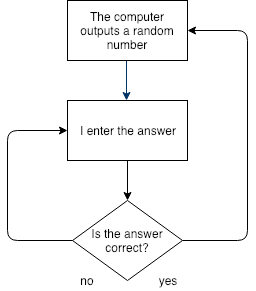 The computer
outputs a random
number
I enter the answer
Is the answer
correct?
no
yes